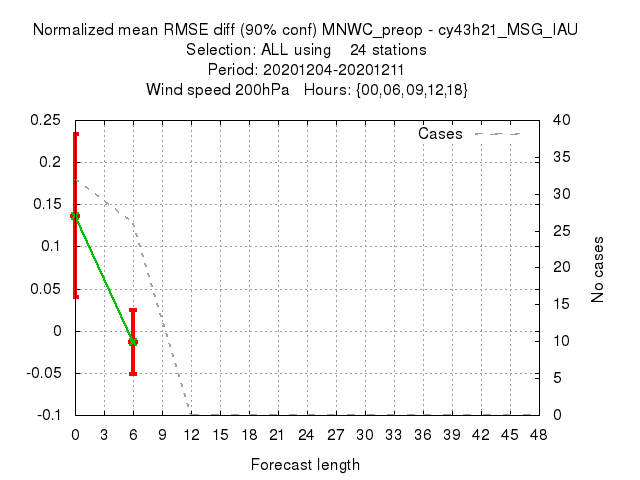 Normalized mean RMSE diff (90% conf) MNWC_preop - cy43h21_MSG_IAU
Selection: ALL using 24 stations
Period: 20201204-20201211
Wind speed 200hPa Hours: {00,06,09,12,18}
0.25
0.2
0.15
0.1
0.05
0
-0.05
-0.1
Cases
40
35
30
25
20
15
10
5
0
No cases
0 3 6 9 12 15 18 21 24 27 30 33 36 39 42 45 48
Forecast length